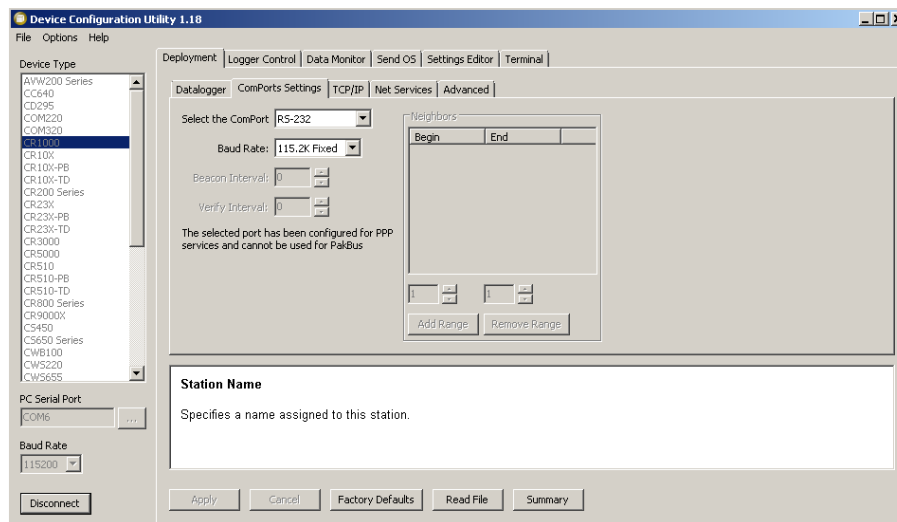 Device Configuration Utility 1.18
File Options Help
Device Type
AVW200 Series
CC640
CD295
COM220
COM320
CR1000
CR10X
CR10X-PB
CR10X-TD
CR200 Series
CR23X
CR23X-PB
CR23X-TD
CR3000
CR5000
CR510
CR510-PB
CR510-TD
CR800 Series
CR9000X
CS450
CS650 Series
CWB100
CWS220
CWS655
PC Serial Port
COM6 ...
Baud Rate
115200
Disconnect
Deployment Logger Control Data Monitor Send OS Settings Editor Terminal
Datalogger ComPorts Settings TCP/IP Net Services Advanced
Select the ComPort RS-232
Baud Rate: 115.2K Fixed
Beacon Interval: 0
Verify Interval: 0
The selected port has been configured for PPP
services and cannot be used for PakBus
Neighbors
Begin End
1 1
Add Range Remove Range
Station Name
Specifies a name assigned to this station.
Apply Cancel Factory Defaults Read File Summary